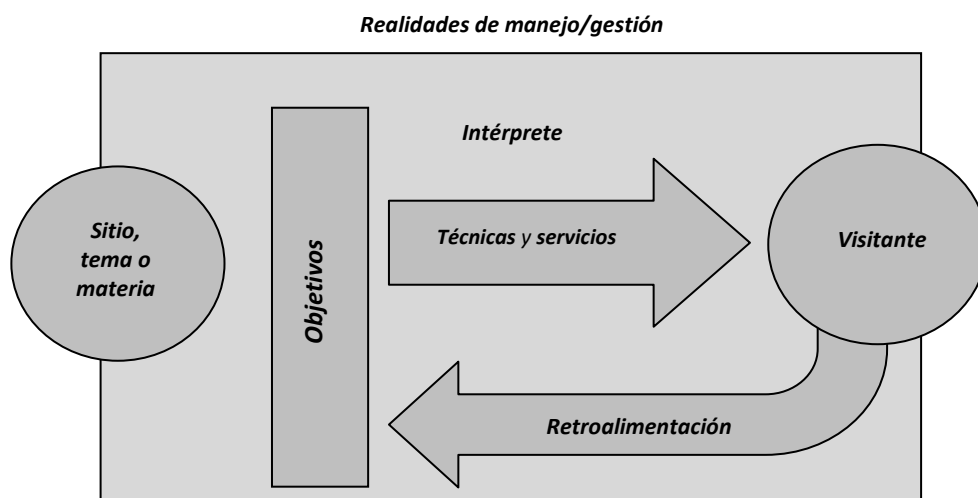 Realidades de manejo/gestión
Intérprete
Sitio,
tema o
materia
Objetivos
Técnicas y servicios
Visitante
Retroalimentación